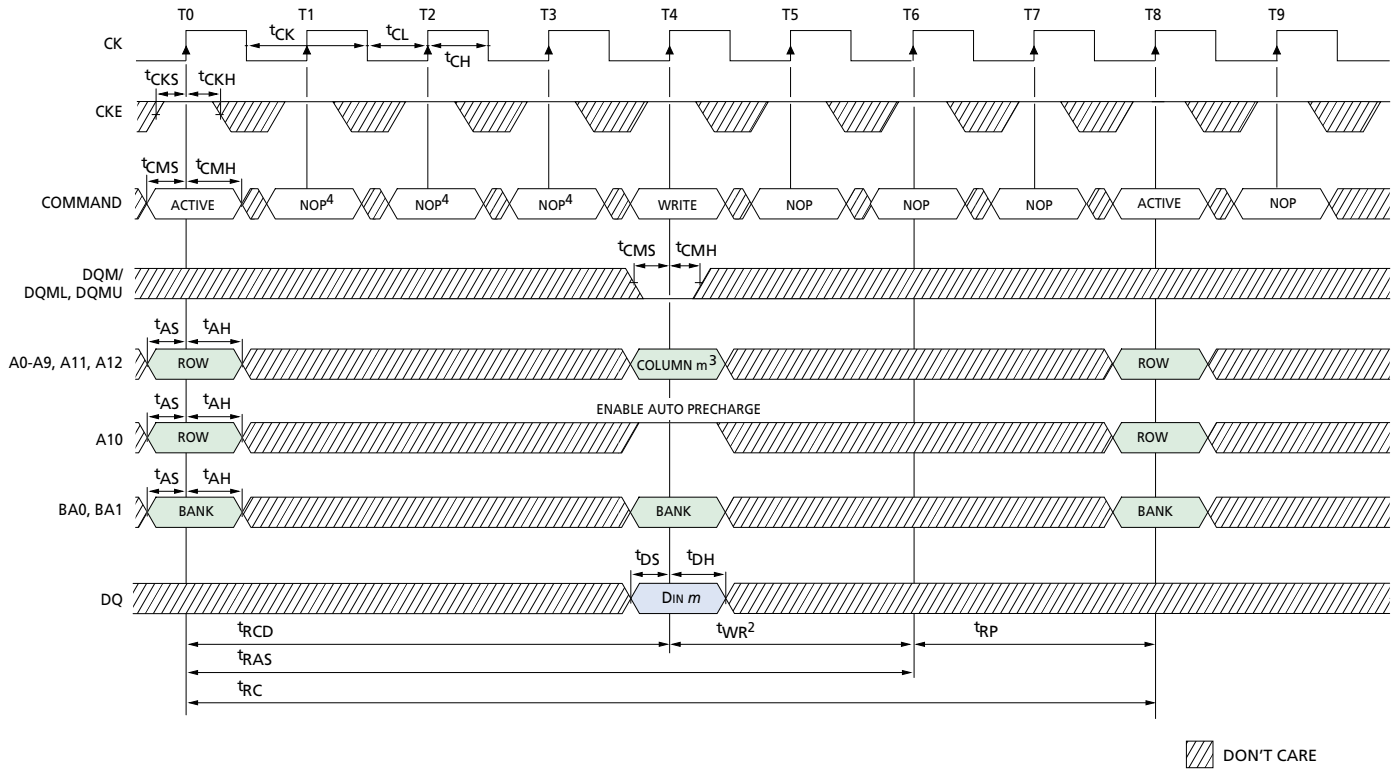 T0 T1 T2 T3 T4 T5 T6 T7 T8 T9
CK
tCK tCL
tCH
tCKS tCKH
CKE
tCMS tCMH
COMMAND ACTIVE NOP4 NOP4 NOP4 WRITE NOP NOP NOP ACTIVE NOP
tCMS tCMH
DQM/
DQML, DQMU
tAS tAH
A0-A9, A11, A12 ROW COLUMN m3 ROW
tAS tAH
ENABLE AUTO PRECHARGE
A10 ROW ROW
tAS tAH
BA0, BA1 BANK BANK BANK
tDS tDH
DQ DIN m
tRCD tWR2 tRP
tRAS
tRC
DON'T CARE